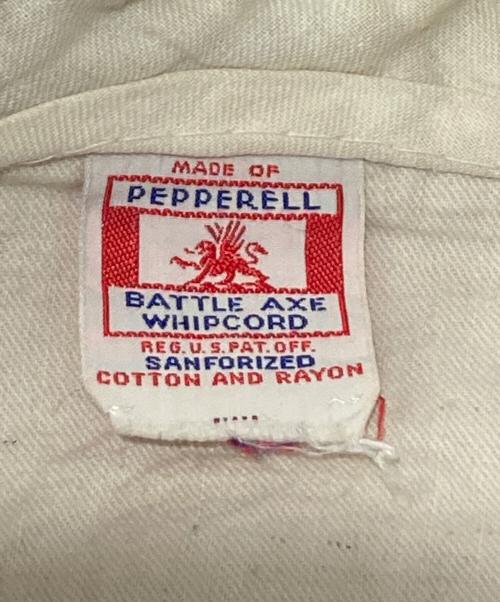 MADE OF
PEPPERELL
BATTLE AXE
WHIPCORD
REG. U.S. PAT. OFF.
SANFORIZED
COTTON AND RAYON